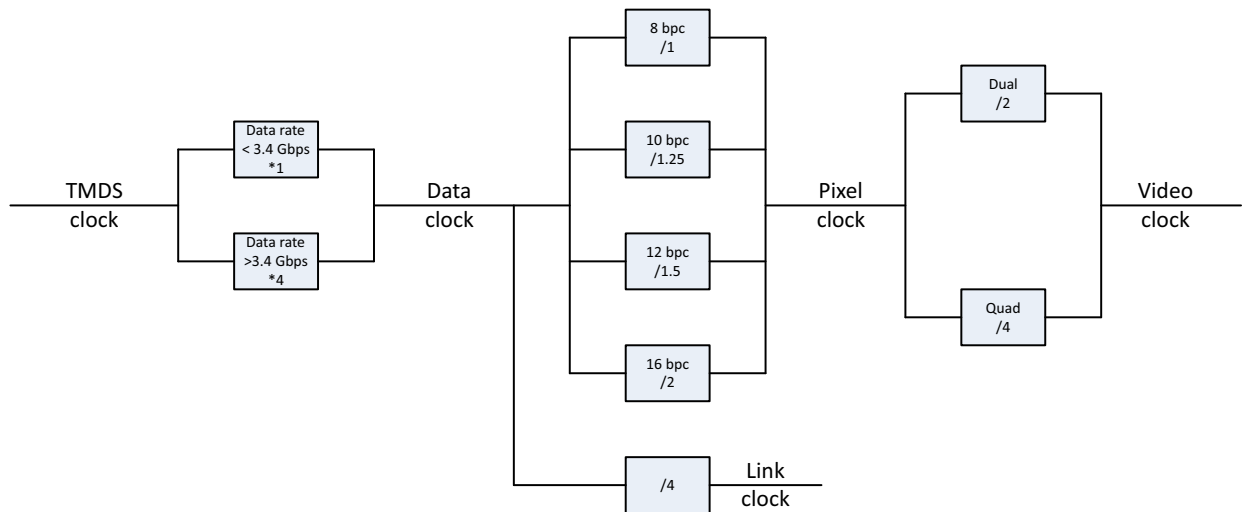 8 bpc
/1
Dual
/2
Data rate
< 3.4 Gbps
*1
10 bpc
/1.25
TMDS
clock
Data
clock
Pixel
clock
Video
clock
Data rate
>3.4 Gbps
*4
12 bpc
/1.5
Quad
/4
16 bpc
/2
/4
Link
clock